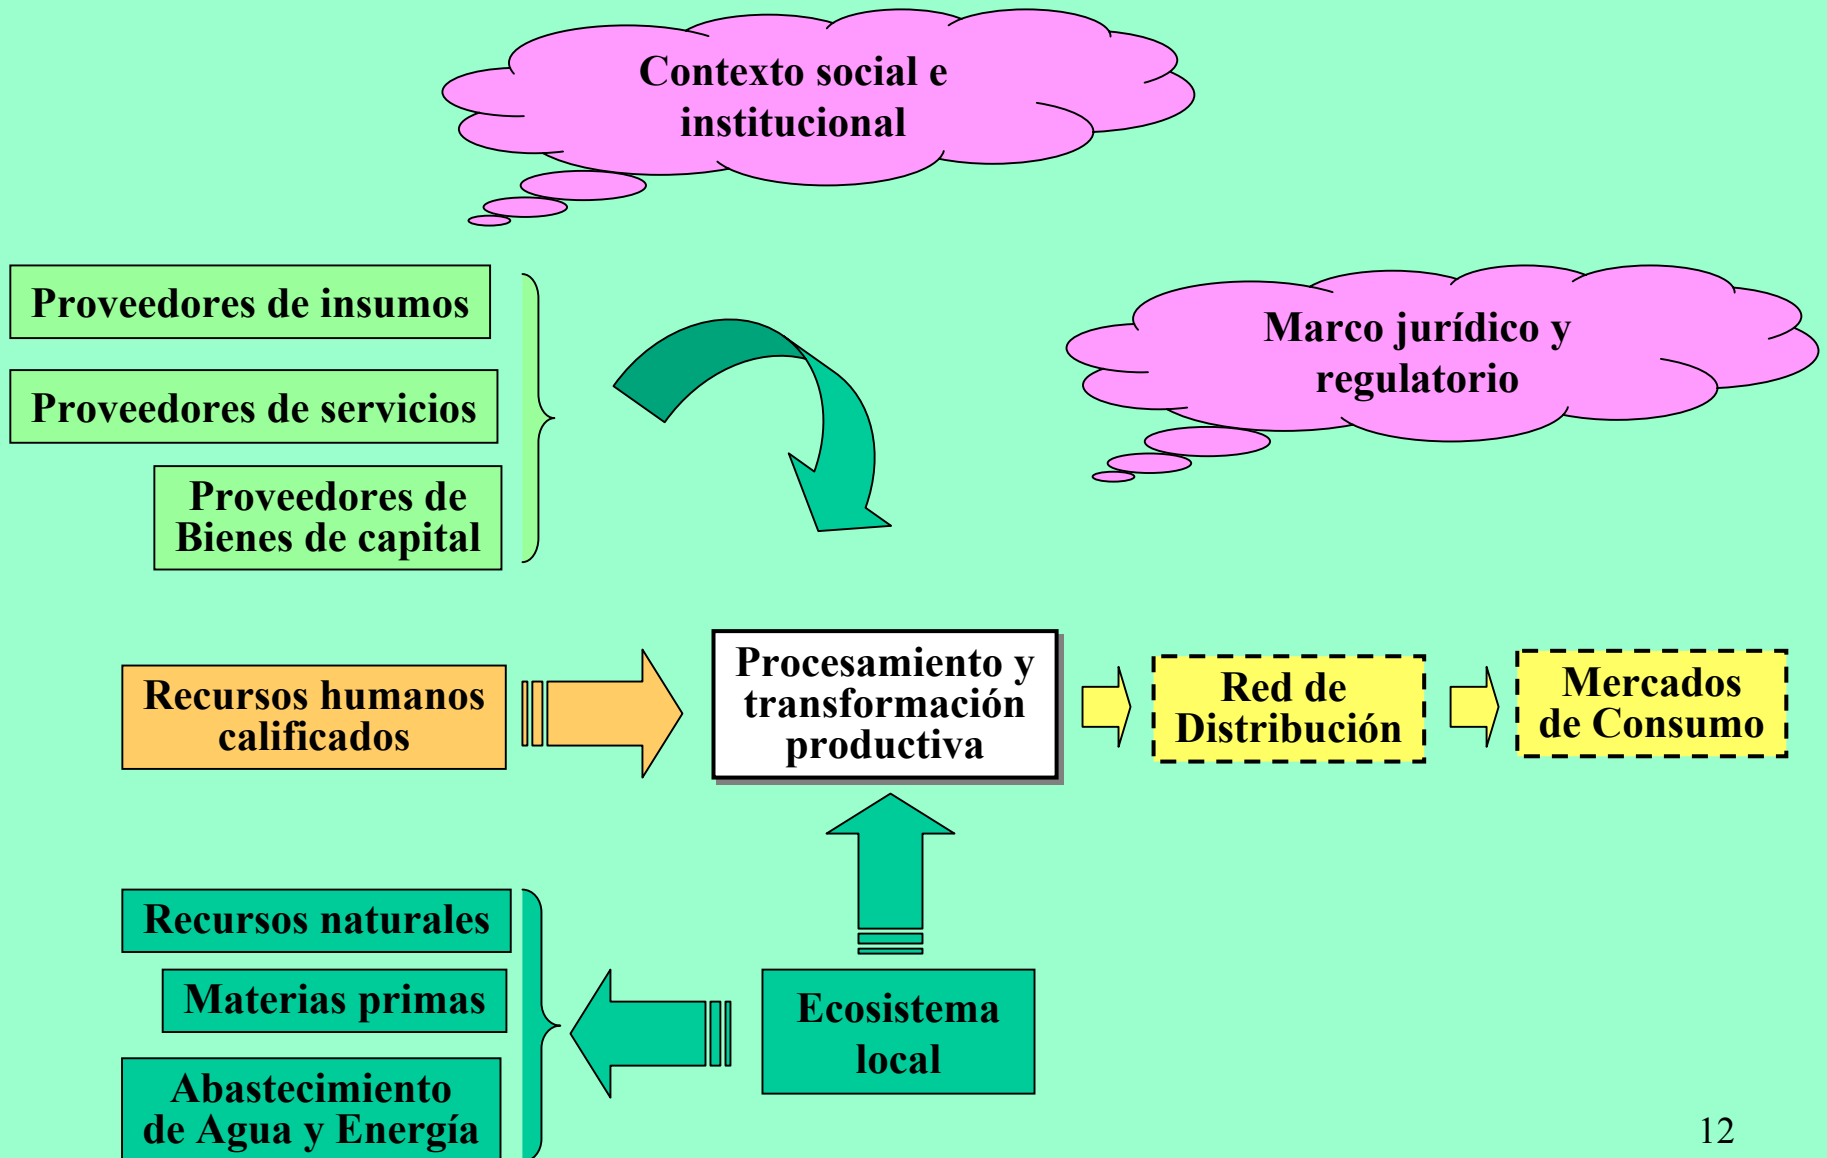 Contexto social e
institucional
Proveedores de insumos
Marco jurídico y
regulatorio
Proveedores de servicios
Proveedores de
Bienes de capital
Recursos humanos
calificados
Procesamiento y
transformación
productiva
Red de
Distribución
Mercados
de Consumo
Recursos naturales
Materias primas
Abastecimiento
de Agua y Energía
Ecosistema
local
12